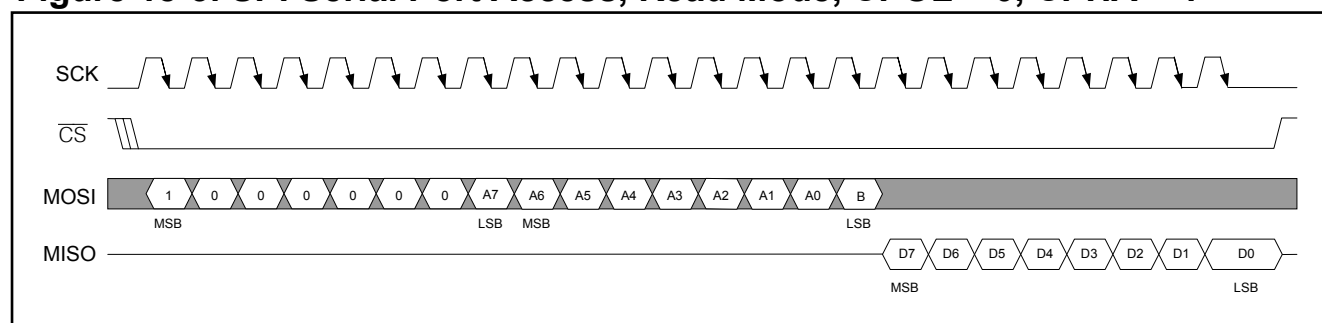 SCK
CS
MOSI 1 0 0 0 0 0 0 A7 A6 A5 A4 A3 A2 A1 A0 B
MSB LSB MSB LSB
MISO D7 D6 D5 D4 D3 D2 D1 D0
MSB LSB